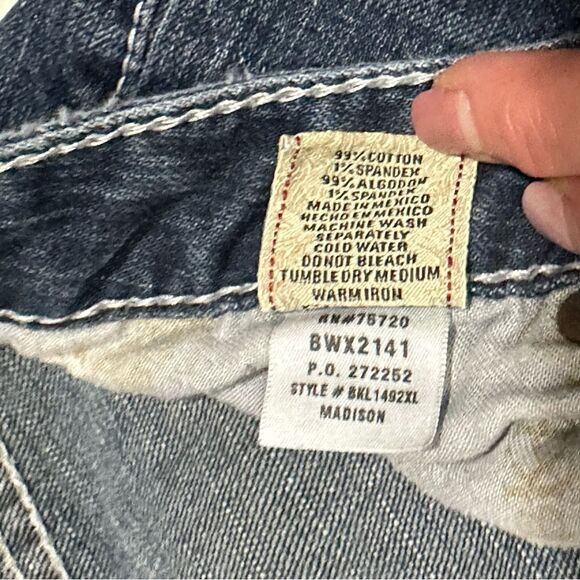 99% COTTON
1% SPANDEX
99% ALGODON
1% SPANDEX
MADE IN MEXICO
HECHO EN MEXICO
MACHINE WASH
SEPARATELY
COLD WATER
DO NOT BLEACH
TUMBLE DRY MEDIUM
WARM IRON
RN#75720
BWX2141
P.O. 272252
STYLE # BKL1492XL
MADISON